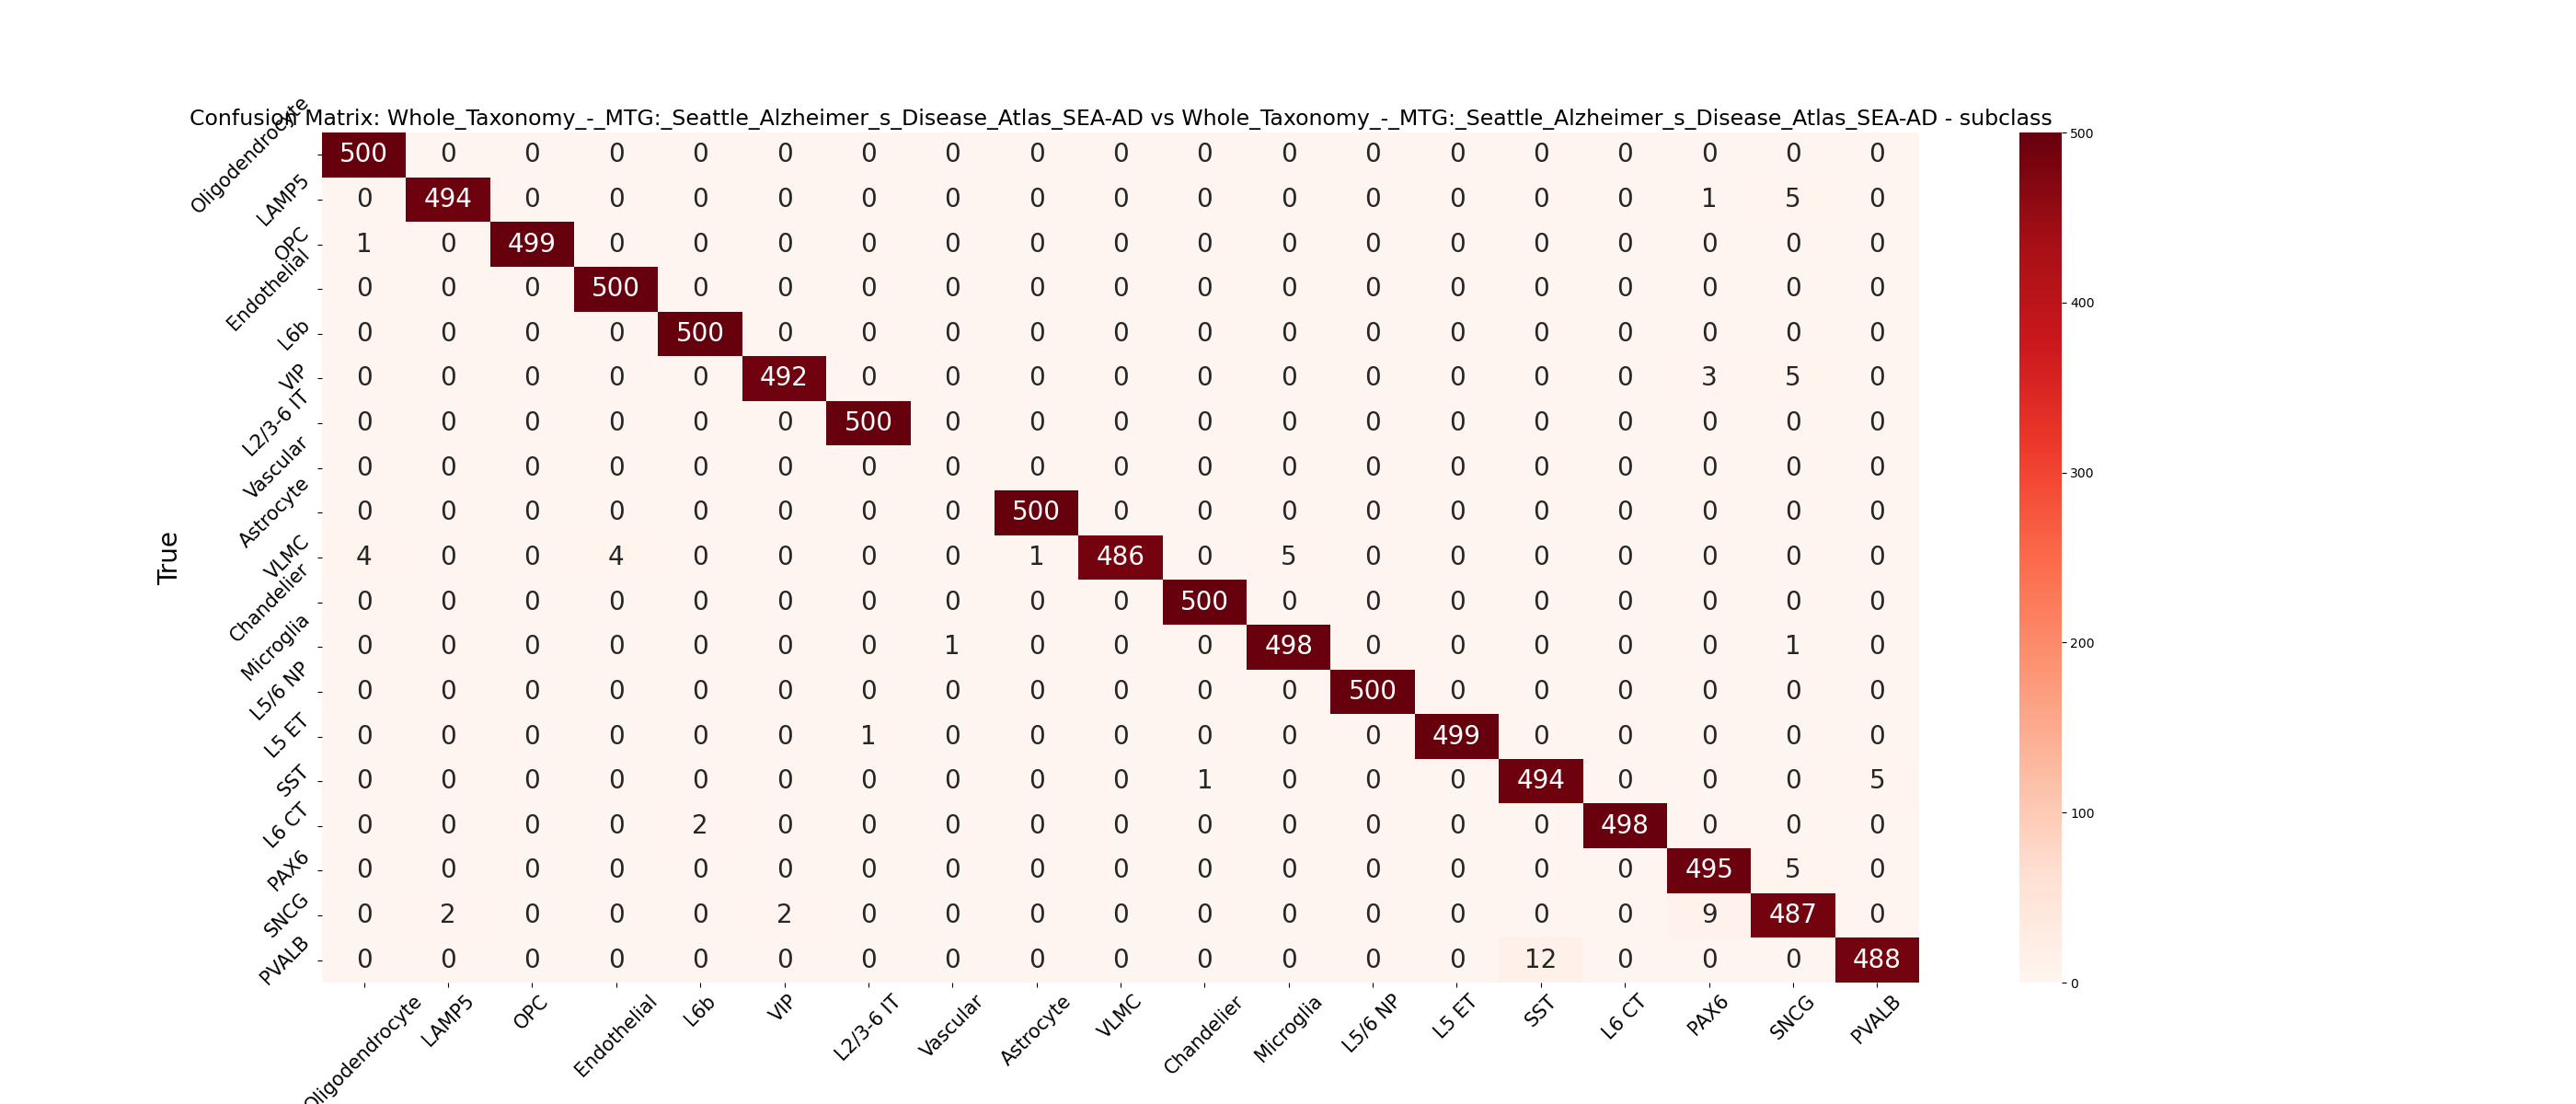 Confusion Matrix: Whole_Taxonomy_-_MTG:_Seattle_Alzheimer_s_Disease_Atlas_SEA-AD vs Whole_Taxonomy_-_MTG:_Seattle_Alzheimer_s_Disease_Atlas_SEA-AD - subclass
True
Oligodendrocyte 500 0 0 0 0 0 0 0 0 0 0 0 0 0 0 0 0 0 0
LAMP5 0 494 0 0 0 0 0 0 0 0 0 0 0 0 0 0 1 5 0
OPC 1 0 499 0 0 0 0 0 0 0 0 0 0 0 0 0 0 0 0
Endothelial 0 0 0 500 0 0 0 0 0 0 0 0 0 0 0 0 0 0 0
L6b 0 0 0 0 500 0 0 0 0 0 0 0 0 0 0 0 0 0 0
VIP 0 0 0 0 0 492 0 0 0 0 0 0 0 0 0 0 3 5 0
L2/3-6 IT 0 0 0 0 0 0 500 0 0 0 0 0 0 0 0 0 0 0 0
Vascular 0 0 0 0 0 0 0 0 0 0 0 0 0 0 0 0 0 0 0
Astrocyte 0 0 0 0 0 0 0 0 500 0 0 0 0 0 0 0 0 0 0
VLMC 4 0 0 4 0 0 0 0 1 486 0 5 0 0 0 0 0 0 0
Chandelier 0 0 0 0 0 0 0 0 0 0 500 0 0 0 0 0 0 0 0
Microglia 0 0 0 0 0 0 0 1 0 0 0 498 0 0 0 0 0 1 0
L5/6 NP 0 0 0 0 0 0 0 0 0 0 0 0 500 0 0 0 0 0 0
L5 ET 0 0 0 0 0 0 1 0 0 0 0 0 0 499 0 0 0 0 0
SST 0 0 0 0 0 0 0 0 0 0 1 0 0 0 494 0 0 0 5
L6 CT 0 0 0 0 2 0 0 0 0 0 0 0 0 0 0 498 0 0 0
PAX6 0 0 0 0 0 0 0 0 0 0 0 0 0 0 0 0 495 5 0
SNCG 0 2 0 0 0 2 0 0 0 0 0 0 0 0 0 0 9 487 0
PVALB 0 0 0 0 0 0 0 0 0 0 0 0 0 0 12 0 0 0 488
Oligodendrocyte LAMP5 OPC Endothelial L6b VIP L2/3-6 IT Vascular Astrocyte VLMC Chandelier Microglia L5/6 NP L5 ET SST L6 CT PAX6 SNCG PVALB
500
400
300
200
100
0